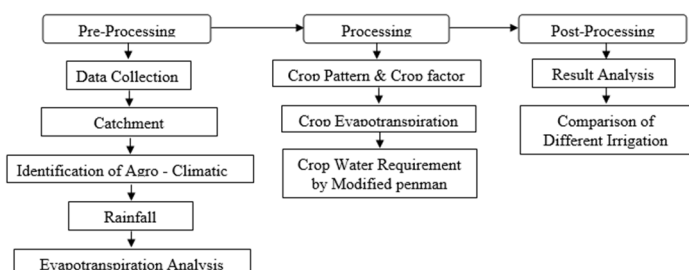 Pre-Processing
Processing
Post-Processing
Data Collection
Catchment
Identification of Agro - Climatic
Rainfall
Evapotranspiration Analysis
Crop Pattern & Crop factor
Crop Evapotranspiration
Crop Water Requirement
by Modified penman
Result Analysis
Comparison of
Different Irrigation